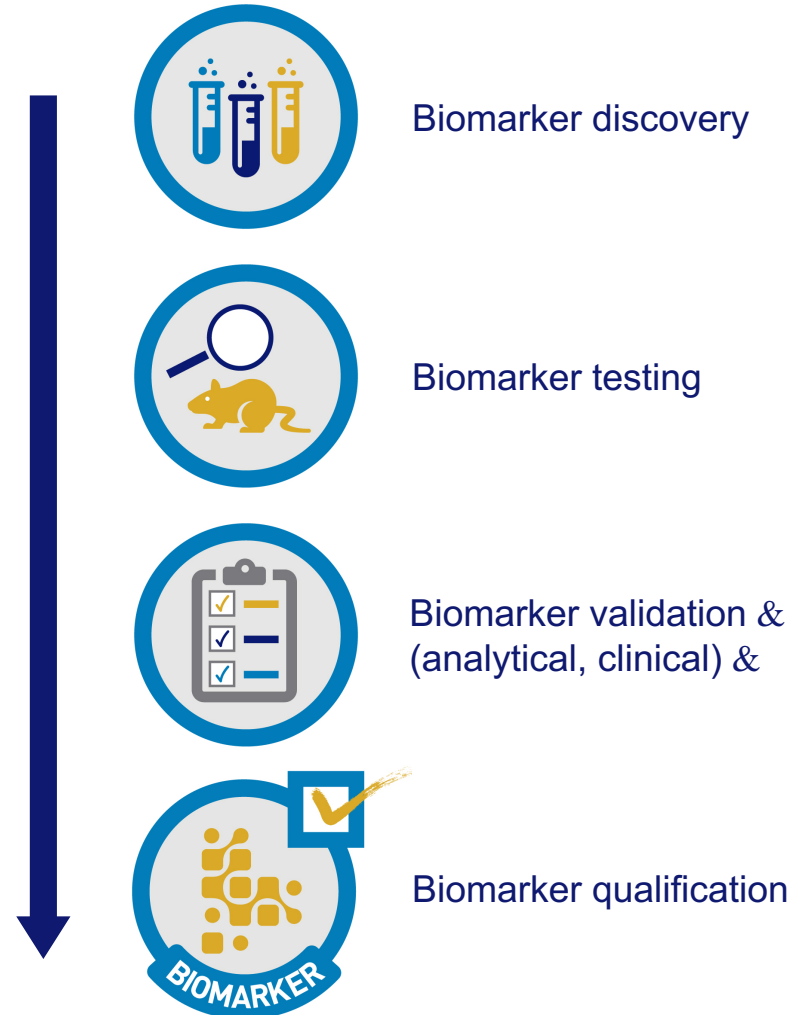 Biomarker discovery
Biomarker testing
Biomarker validation &
(analytical, clinical) &
Biomarker qualification
BIOMARKER